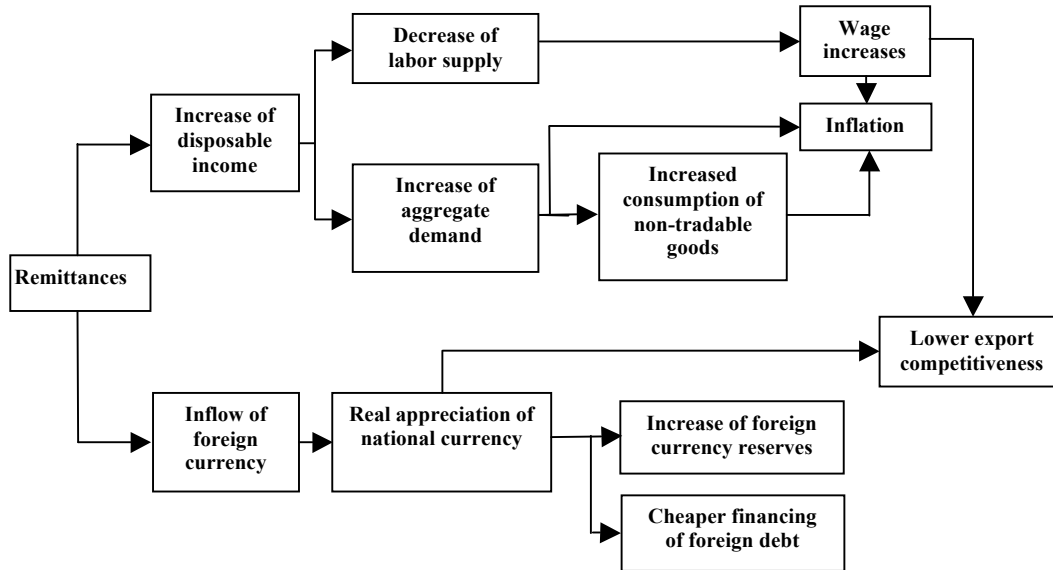 Decrease of
labor supply
Wage
increases
Increase of
disposable
income
Inflation
Increase of
aggregate
demand
Increased
consumption of
non-tradable
goods
Remittances
Lower export
competitiveness
Inflow of
foreign
currency
Real appreciation of
national currency
Increase of foreign
currency reserves
Cheaper financing
of foreign debt